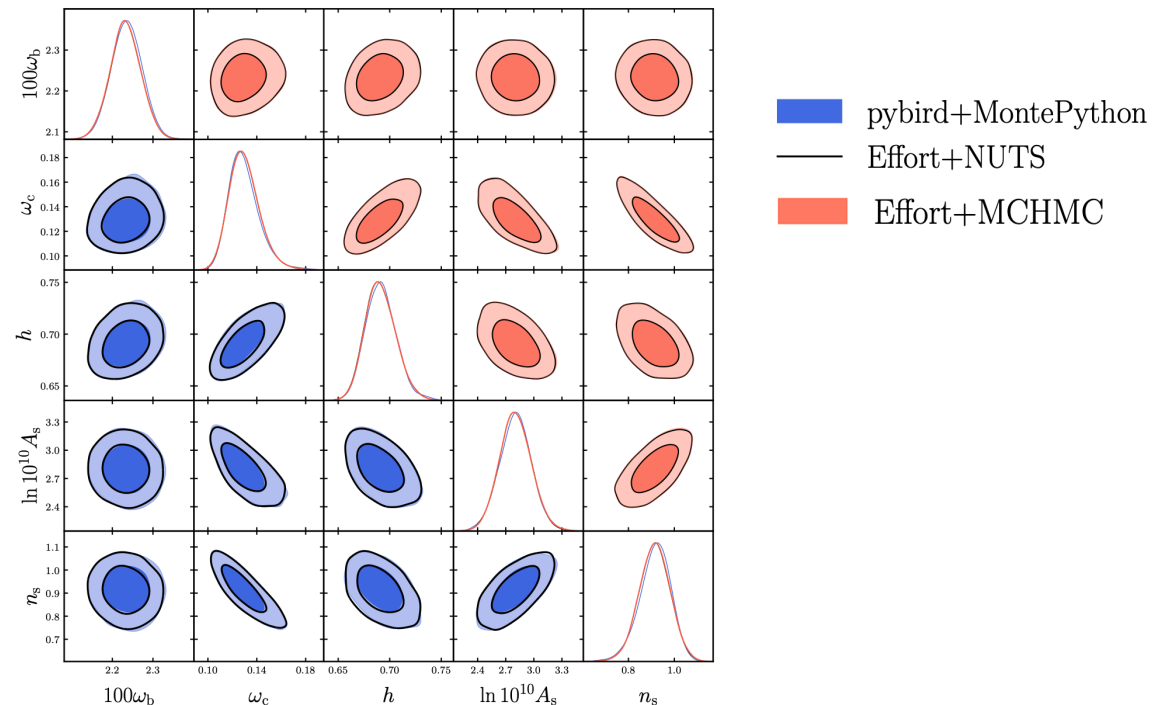 100ω_b
2.3
2.2
2.1
pybird+MontePython
Effort+NUTS
Effort+MCHMC
ω_c
0.18
0.16
0.14
0.12
0.10
h
0.75
0.70
0.65
ln 10^10 A_s
3.3
3.0
2.7
2.4
n_s
1.1
1.0
0.9
0.8
0.7
2.2 2.3 0.10 0.14 0.18 0.65 0.70 0.75 2.4 2.7 3.0 3.3 0.8 1.0
100ω_b ω_c h ln 10^10 A_s n_s